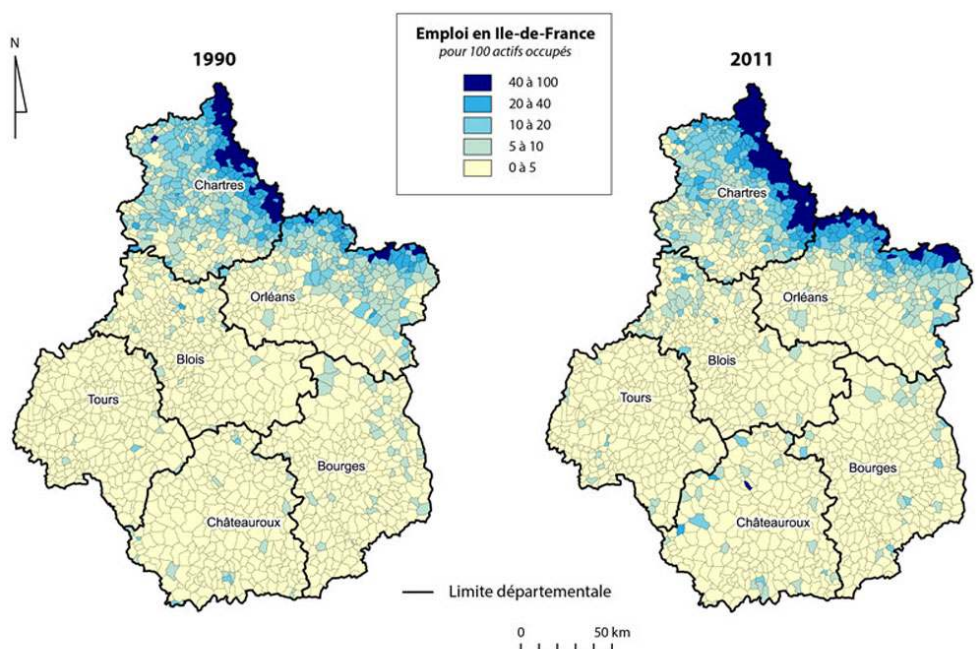 Emploi en Ile-de-France
pour 100 actifs occupés
40 à 100
20 à 40
10 à 20
5 à 10
0 à 5
N
1990
Chartres
Orléans
Blois
Tours
Bourges
Châteauroux
2011
Chartres
Orléans
Blois
Tours
Bourges
Châteauroux
Limite départementale
0 50 km